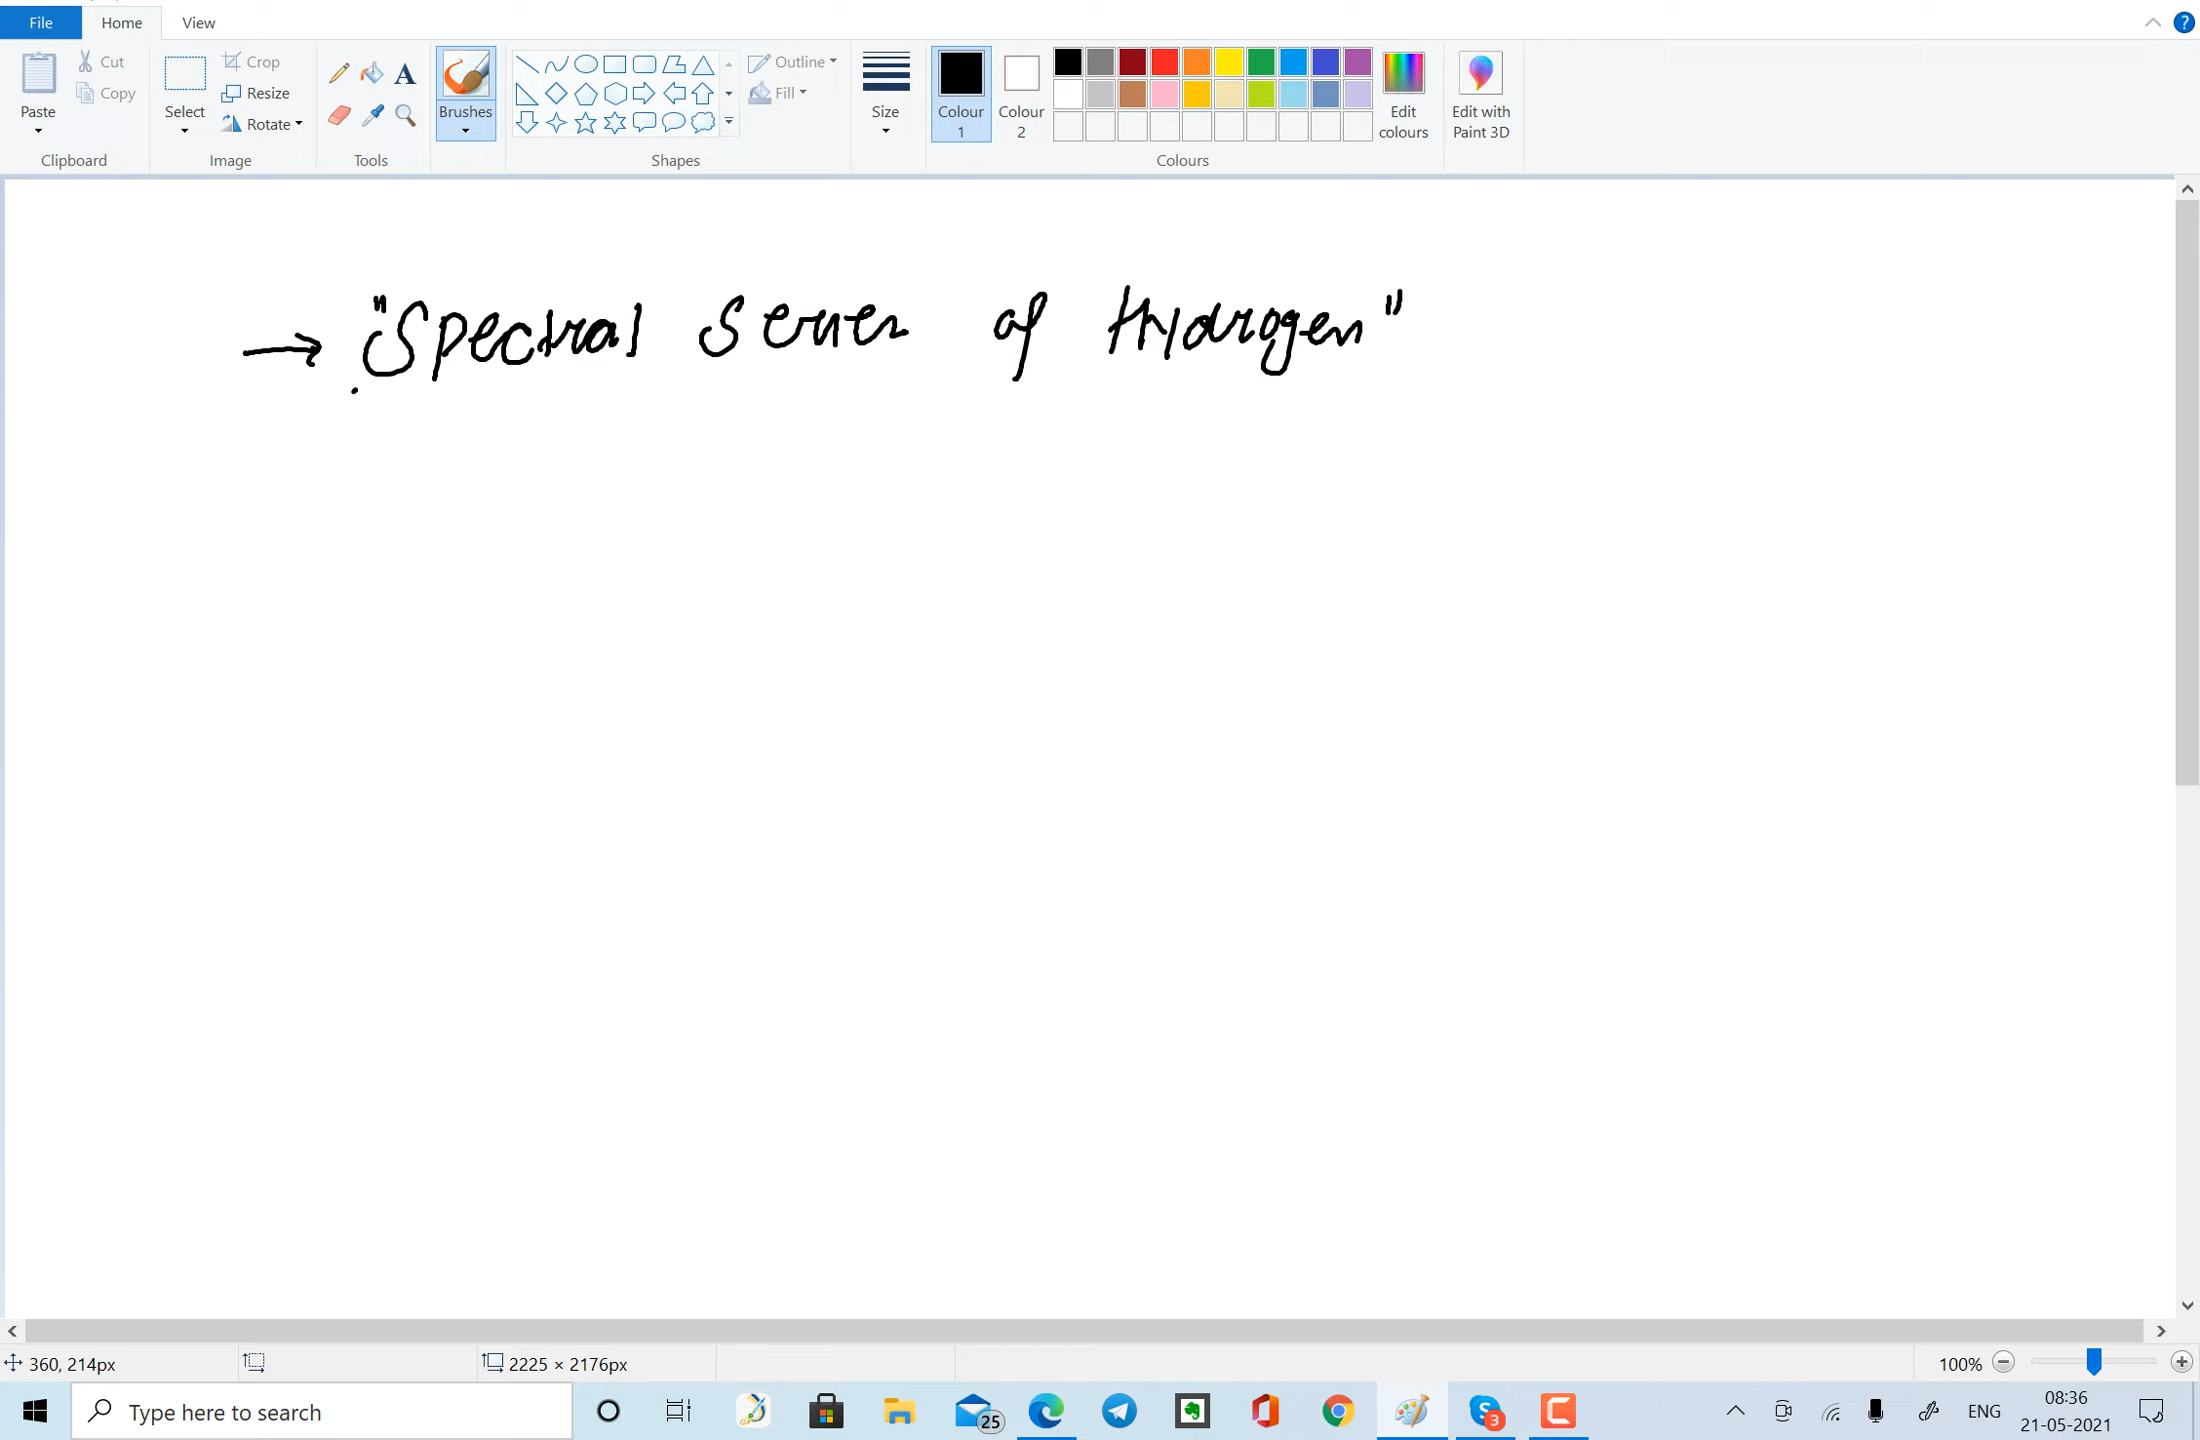 File Home View
Paste Cut Copy Select Crop Resize Rotate Brushes Outline Fill Size Colour 1 Colour 2 Edit colours Edit with Paint 3D
Clipboard Image Tools Shapes Colours
→ "Spectral Series of Hydrogen"
360, 214px 2225 × 2176px 100%
Type here to search 25 3 ENG 08:36
21-05-2021